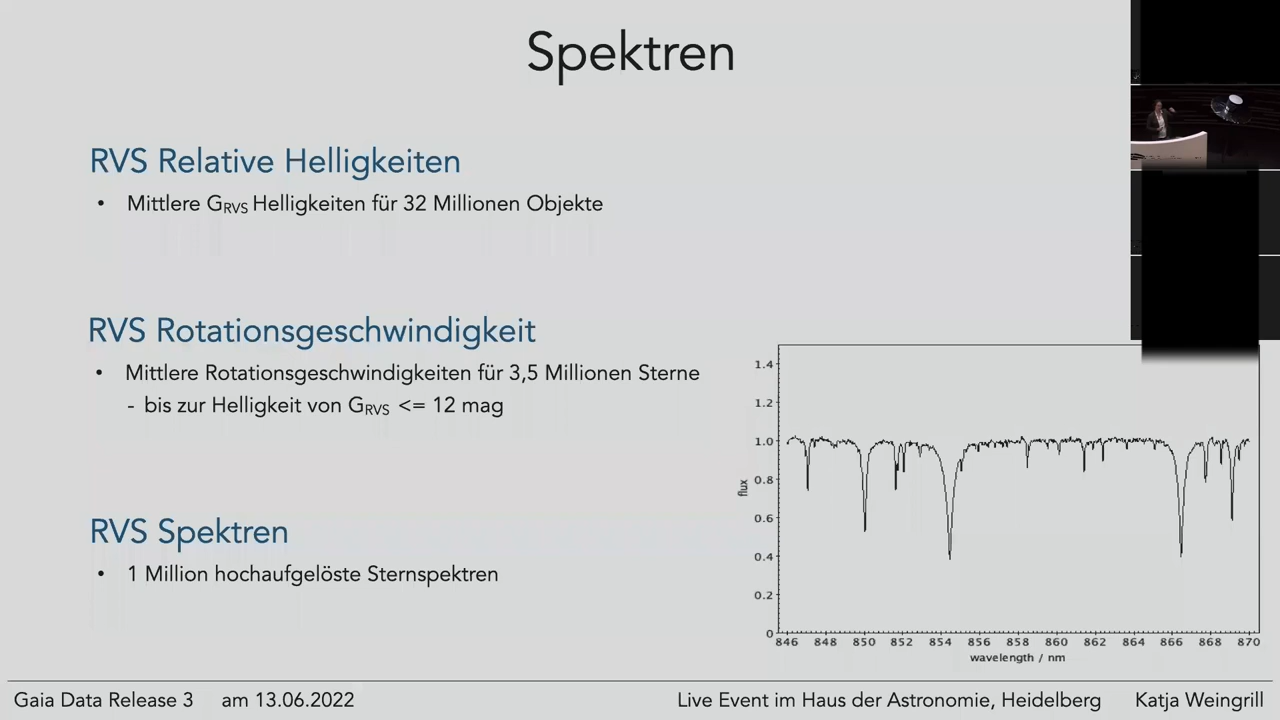 Spektren
RVS Relative Helligkeiten
• Mittlere GRVS Helligkeiten für 32 Millionen Objekte
RVS Rotationsgeschwindigkeit
• Mittlere Rotationsgeschwindigkeiten für 3,5 Millionen Sterne
- bis zur Helligkeit von GRVS <= 12 mag
RVS Spektren
• 1 Million hochaufgelöste Sternspektren
1.4
1.2
1.0
0.8
0.6
0.4
0.2
0
flux
846 848 850 852 854 856 858 860 862 864 866 868 870
wavelength / nm
Gaia Data Release 3 am 13.06.2022 Live Event im Haus der Astronomie, Heidelberg Katja Weingrill